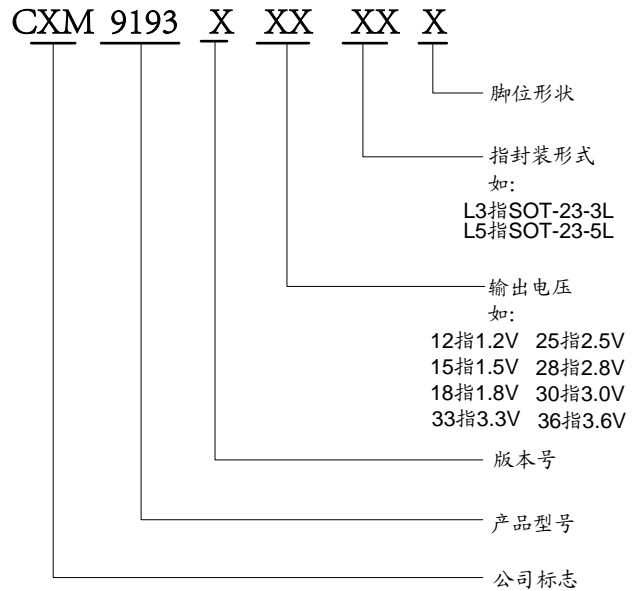 CXM 9193 X XX XX X
脚位形状
指封装形式
如:
L3指SOT-23-3L
L5指SOT-23-5L
输出电压
如:
12指1.2V 25指2.5V
15指1.5V 28指2.8V
18指1.8V 30指3.0V
33指3.3V 36指3.6V
版本号
产品型号
公司标志